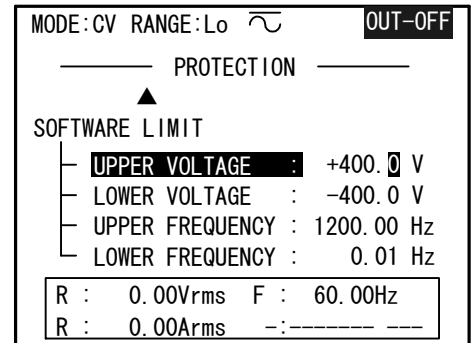 MODE:CV RANGE:Lo OUT-OFF
PROTECTION
▲
SOFTWARE LIMIT
UPPER VOLTAGE : +400.0 V
LOWER VOLTAGE : -400.0 V
UPPER FREQUENCY : 1200.00 Hz
LOWER FREQUENCY : 0.01 Hz
R : 0.00Vrms F : 60.00Hz
R : 0.00Arms -:------- ---